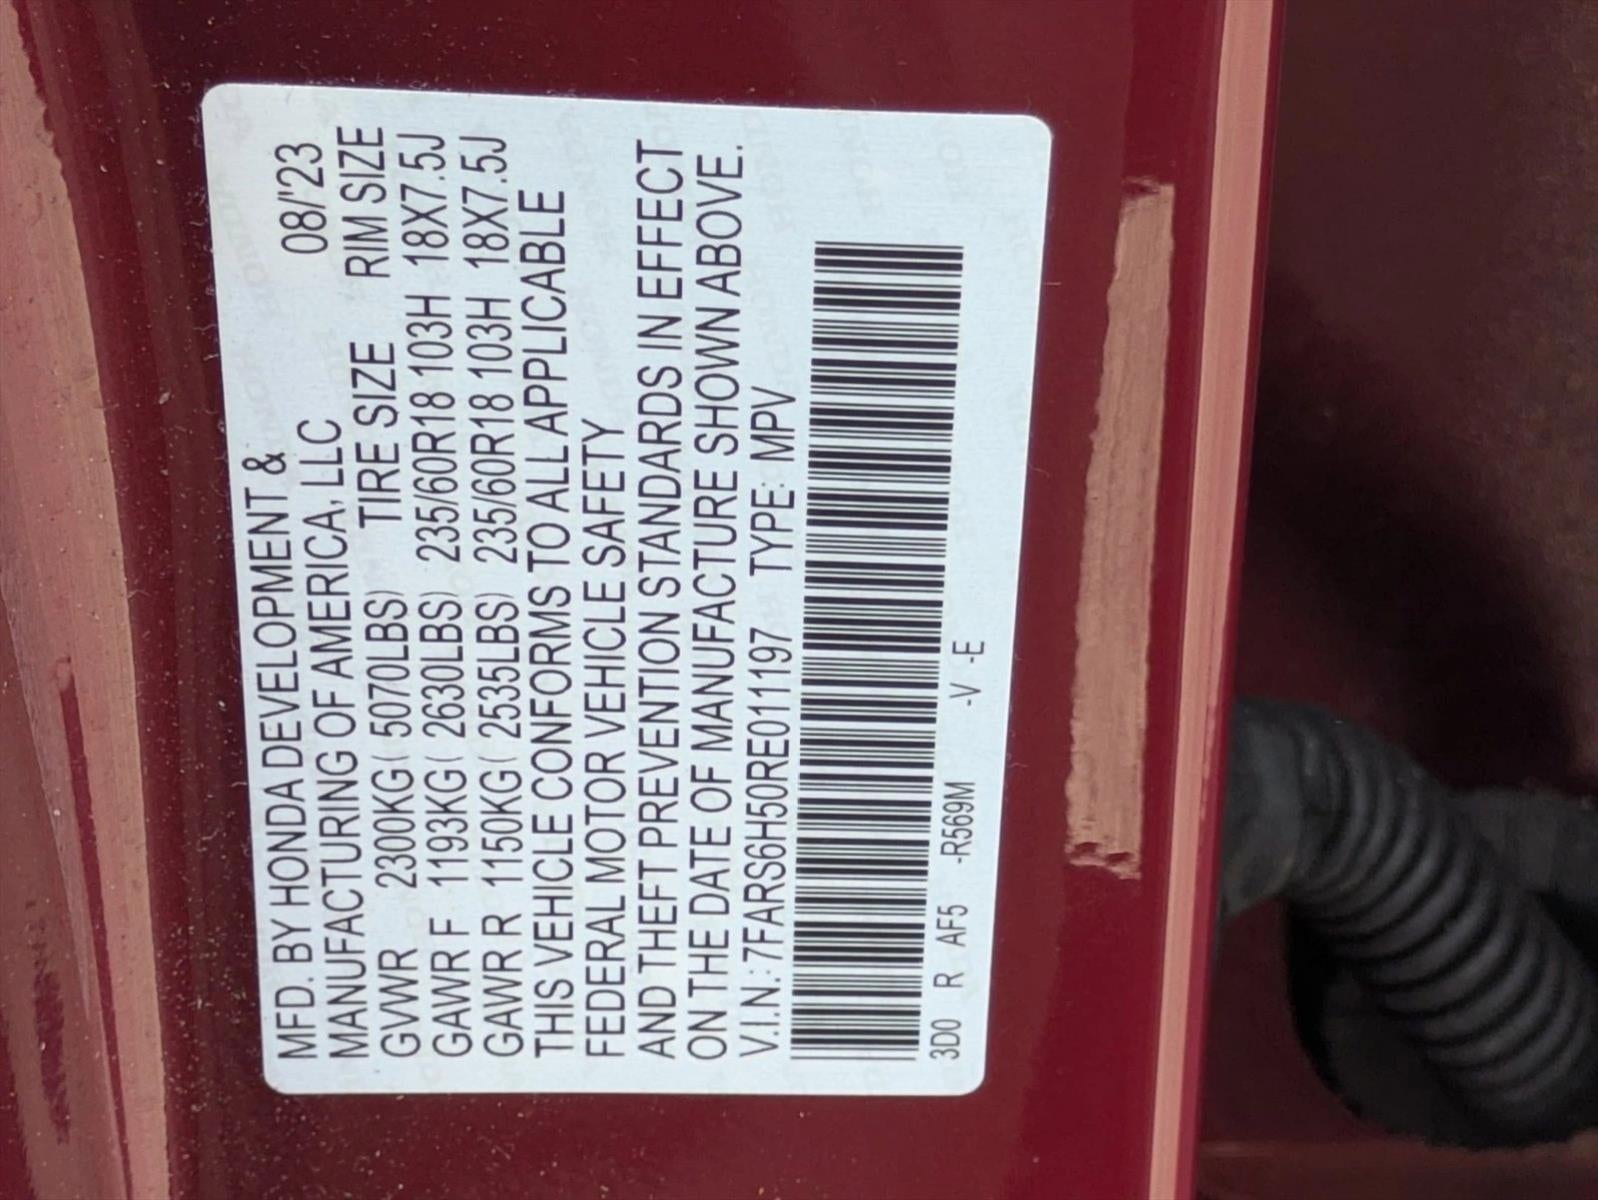 MFD. BY HONDA DEVELOPMENT &
MANUFACTURING OF AMERICA, LLC 08/'23
GVWR 2300KG( 5070LBS) TIRE SIZE RIM SIZE
GAWR F 1193KG( 2630LBS) 235/60R18 103H 18X7.5J
GAWR R 1150KG( 2535LBS) 235/60R18 103H 18X7.5J
THIS VEHICLE CONFORMS TO ALL APPLICABLE
FEDERAL MOTOR VEHICLE SAFETY
AND THEFT PREVENTION STANDARDS IN EFFECT
ON THE DATE OF MANUFACTURE SHOWN ABOVE.
V.I.N.: 7FARS6H50RE011197 TYPE: MPV
3D0 R AF5 -R569M -V -E